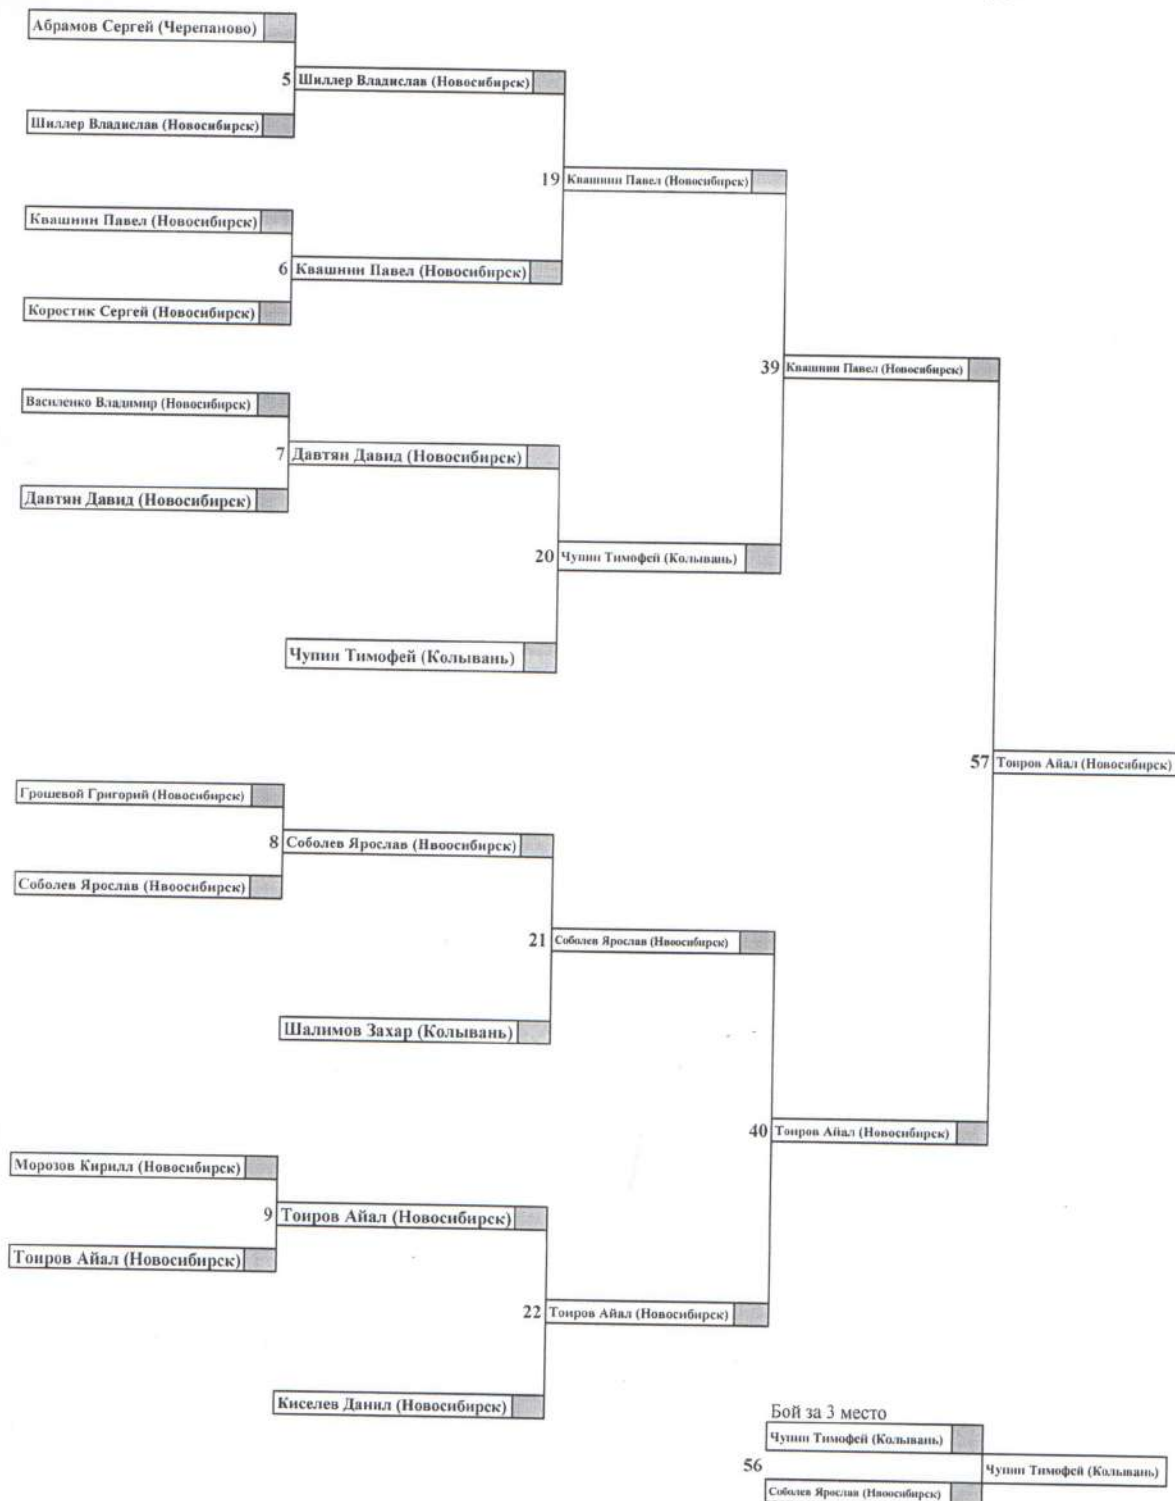 Абрамов Сергей (Черепаново)
5 Шиллер Владислав (Новосибирск)
Шиллер Владислав (Новосибирск)
19 Квашнин Павел (Новосибирск)
Квашнин Павел (Новосибирск)
6 Квашнин Павел (Новосибирск)
Коростик Сергей (Новосибирск)
39 Квашнин Павел (Новосибирск)
Василенко Владимир (Новосибирск)
7 Давтян Давид (Новосибирск)
Давтян Давид (Новосибирск)
20 Чупин Тимофей (Колывань)
Чупин Тимофей (Колывань)
57 Тоиров Айал (Новосибирск)
Грошевой Григорий (Новосибирск)
8 Соболев Ярослав (Нвоосибирск)
Соболев Ярослав (Нвоосибирск)
21 Соболев Ярослав (Нвоосибирск)
Шалимов Захар (Колывань)
40 Тоиров Айал (Новосибирск)
Морозов Кирилл (Новосибирск)
9 Тоиров Айал (Новосибирск)
Тоиров Айал (Новосибирск)
22 Тоиров Айал (Новосибирск)
Киселев Данил (Новосибирск)
Бой за 3 место
Чупин Тимофей (Колывань)
56 Чупин Тимофей (Колывань)
Соболев Ярослав (Нвоосибирск)